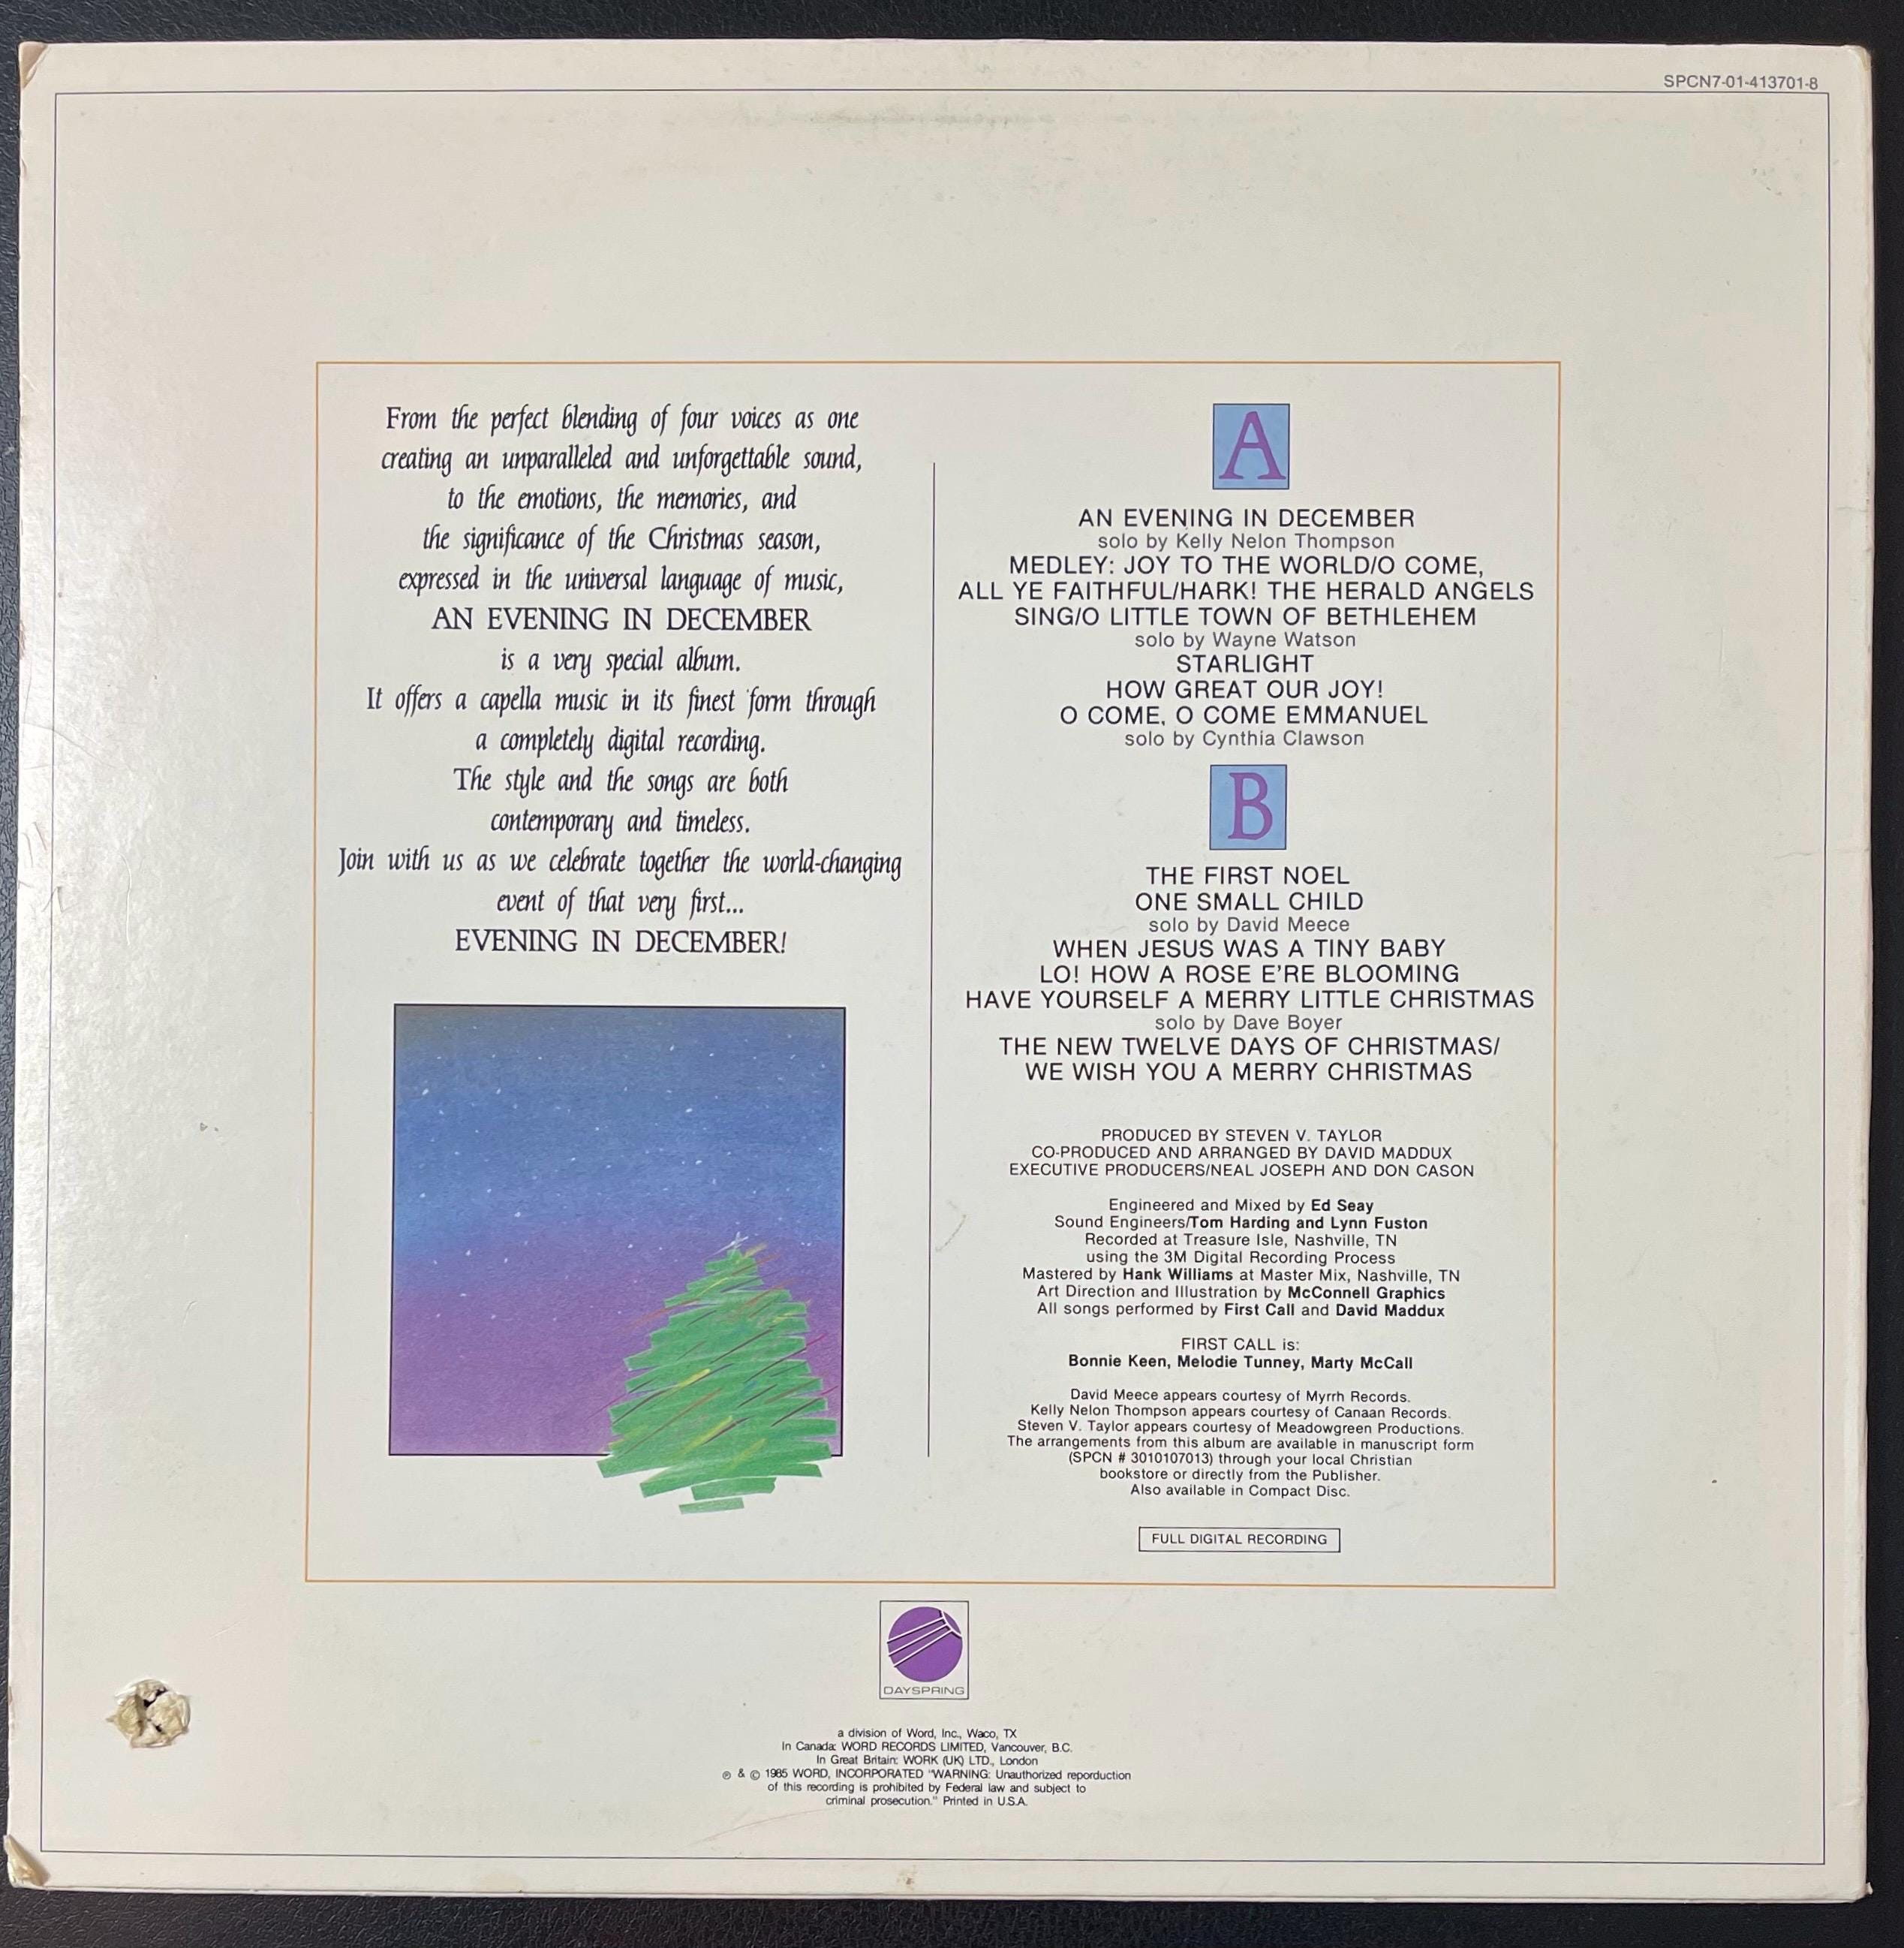 SPCN7-01-413701-8
From the perfect blending of four voices as one
creating an unparalleled and unforgettable sound,
to the emotions, the memories, and
the significance of the Christmas season,
expressed in the universal language of music,
AN EVENING IN DECEMBER
is a very special album.
It offers a capella music in its finest form through
a completely digital recording.
The style and the songs are both
contemporary and timeless.
Join with us as we celebrate together the world-changing
event of that very first...
EVENING IN DECEMBER!
A
AN EVENING IN DECEMBER
solo by Kelly Nelon Thompson
MEDLEY: JOY TO THE WORLD/O COME,
ALL YE FAITHFUL/HARK! THE HERALD ANGELS
SING/O LITTLE TOWN OF BETHLEHEM
solo by Wayne Watson
STARLIGHT
HOW GREAT OUR JOY!
O COME, O COME EMMANUEL
solo by Cynthia Clawson
B
THE FIRST NOEL
ONE SMALL CHILD
solo by David Meece
WHEN JESUS WAS A TINY BABY
LO! HOW A ROSE E'RE BLOOMING
HAVE YOURSELF A MERRY LITTLE CHRISTMAS
solo by Dave Boyer
THE NEW TWELVE DAYS OF CHRISTMAS/
WE WISH YOU A MERRY CHRISTMAS
PRODUCED BY STEVEN V. TAYLOR
CO-PRODUCED AND ARRANGED BY DAVID MADDUX
EXECUTIVE PRODUCERS/NEAL JOSEPH AND DON CASON
Engineered and Mixed by Ed Seay
Sound Engineers/Tom Harding and Lynn Fuston
Recorded at Treasure Isle, Nashville, TN
using the 3M Digital Recording Process
Mastered by Hank Williams at Master Mix, Nashville, TN
Art Direction and Illustration by McConnell Graphics
All songs performed by First Call and David Maddux
FIRST CALL is:
Bonnie Keen, Melodie Tunney, Marty McCall
David Meece appears courtesy of Myrrh Records.
Kelly Nelon Thompson appears courtesy of Canaan Records.
Steven V. Taylor appears courtesy of Meadowgreen Productions.
The arrangements from this album are available in manuscript form
(SPCN # 3010107013) through your local Christian
bookstore or directly from the Publisher.
Also available in Compact Disc.
FULL DIGITAL RECORDING
DAYSPRING
a division of Word, Inc., Waco, TX
In Canada: WORD RECORDS LIMITED, Vancouver, B.C.
In Great Britain: WORK (UK) LTD., London
℗ & © 1985 WORD, INCORPORATED "WARNING: Unauthorized reporduction
of this recording is prohibited by Federal law and subject to
criminal prosecution." Printed in U.S.A.